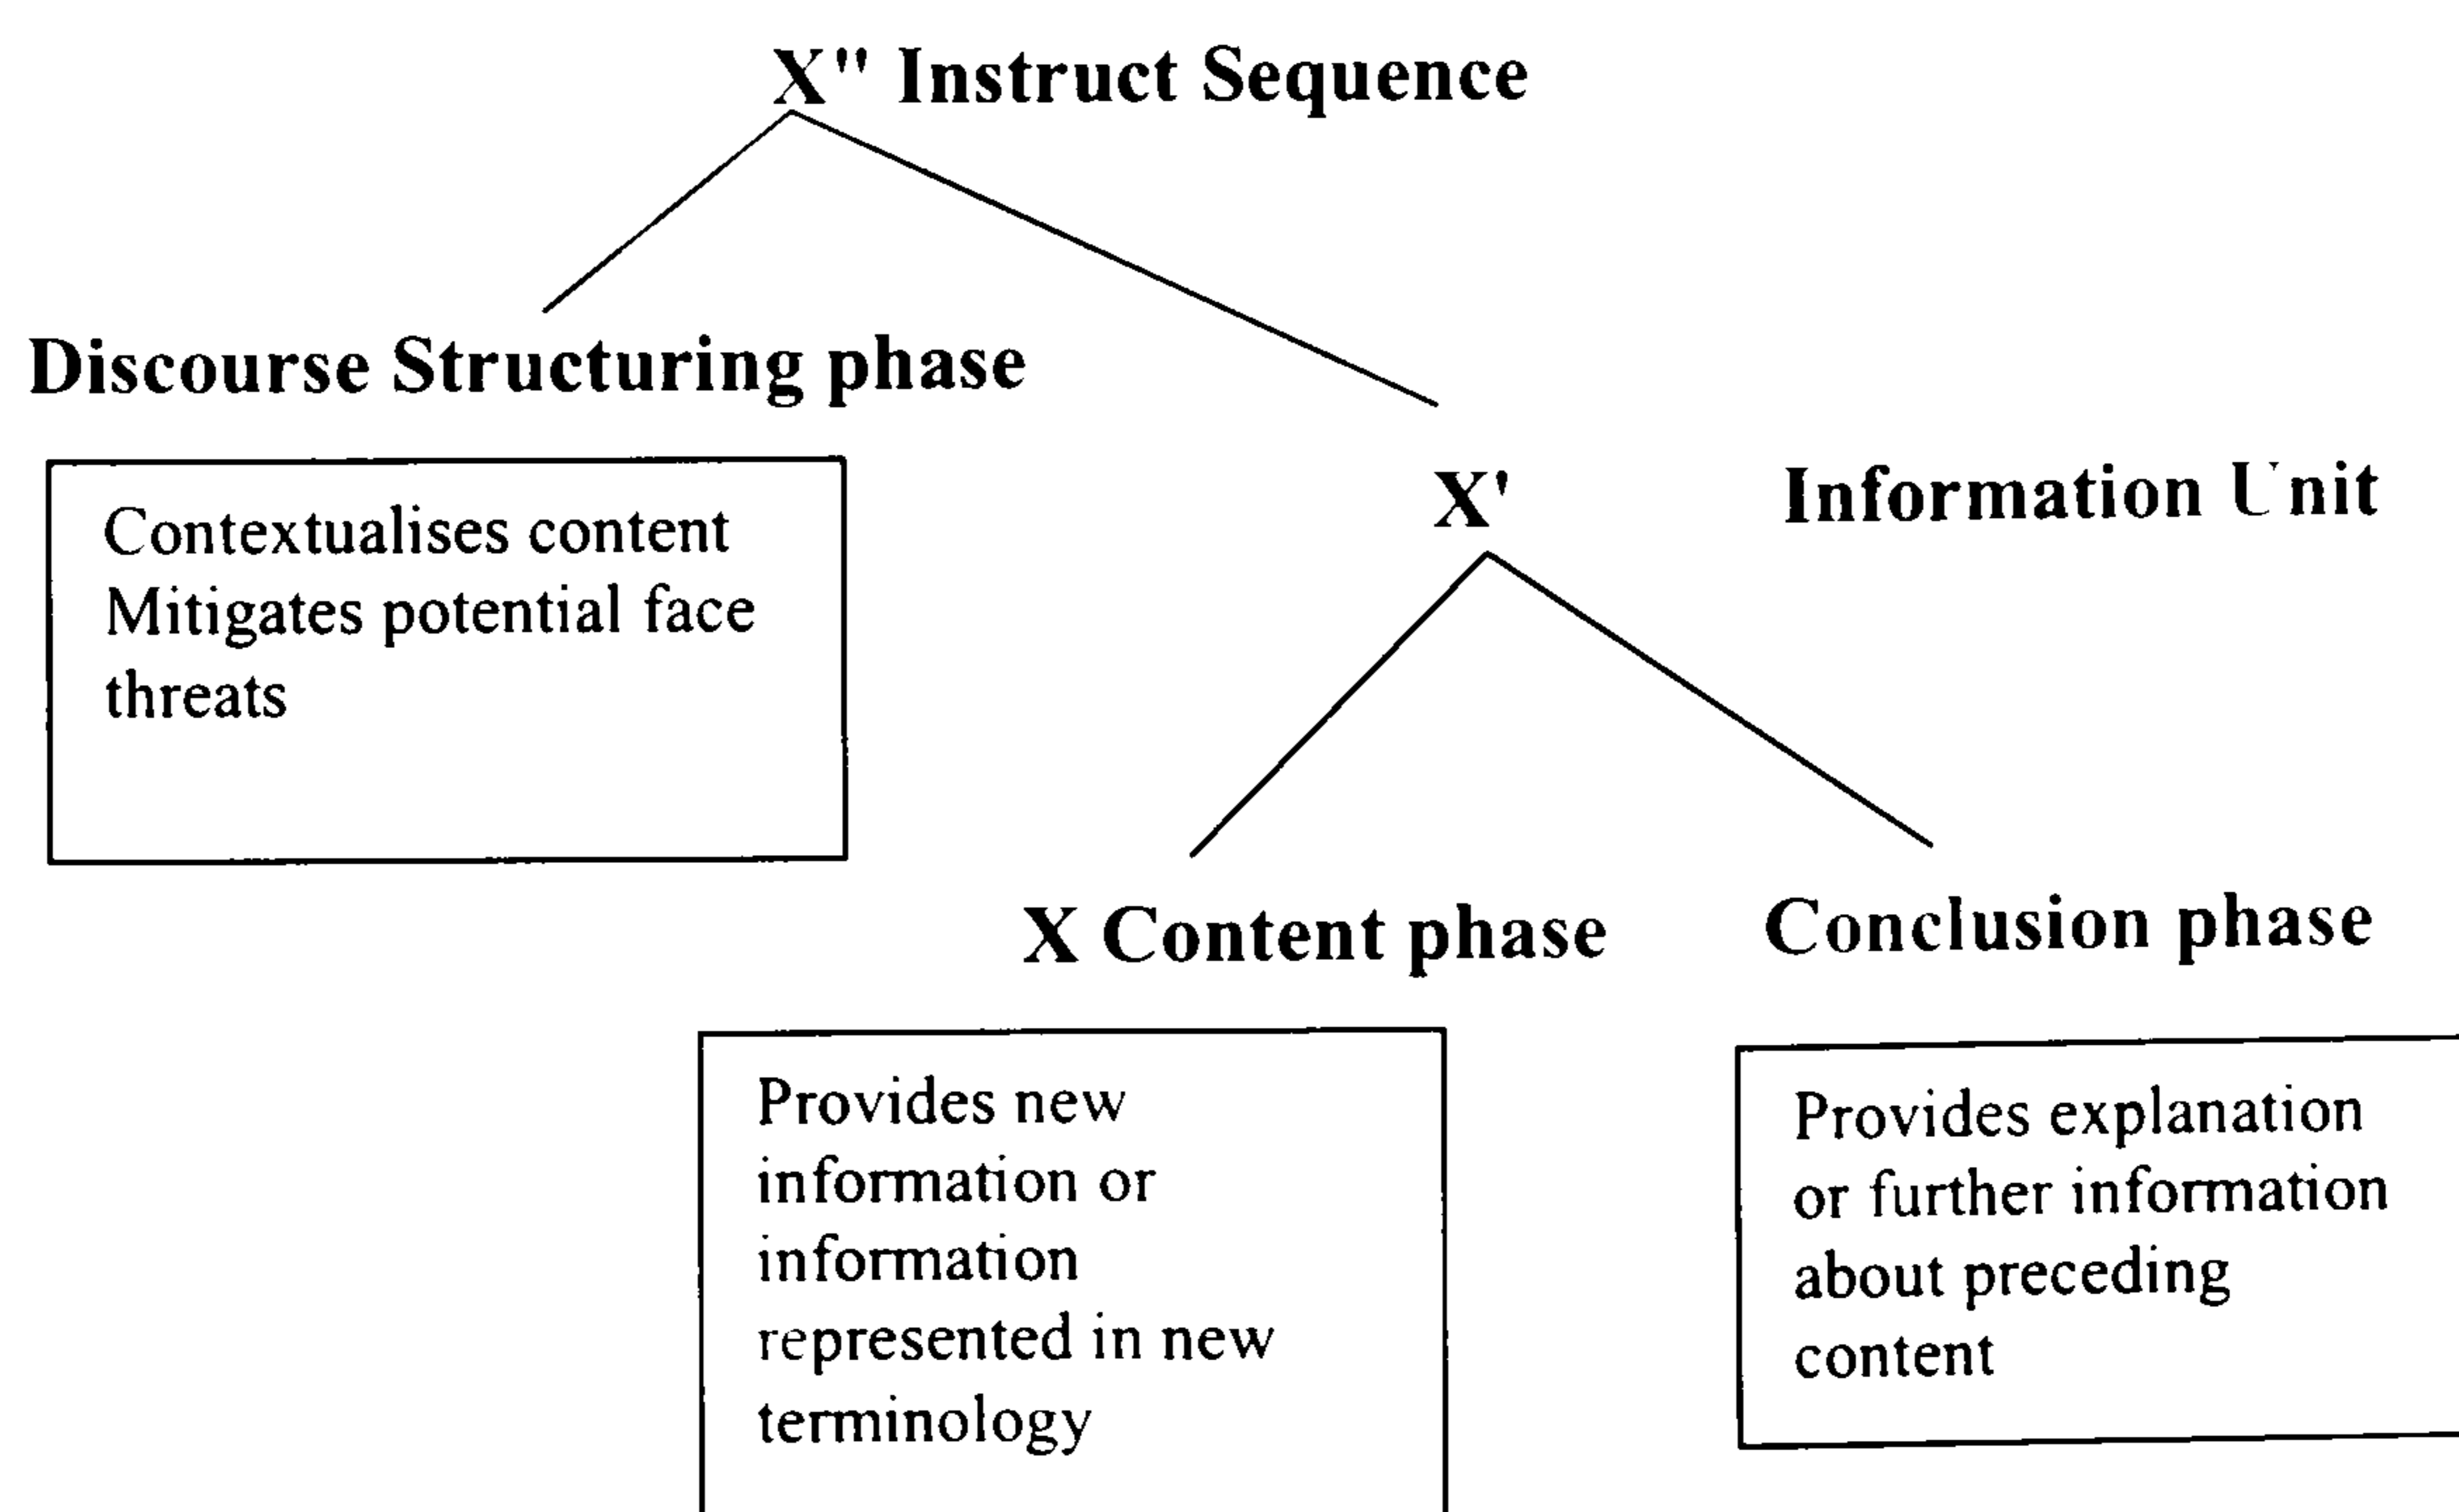 X'' Instruct Sequence
Discourse Structuring phase
Contextualises content
Mitigates potential face
threats
X' Information Unit
X Content phase
Conclusion phase
Provides new
information or
information
represented in new
terminology
Provides explanation
or further information
about preceding
content